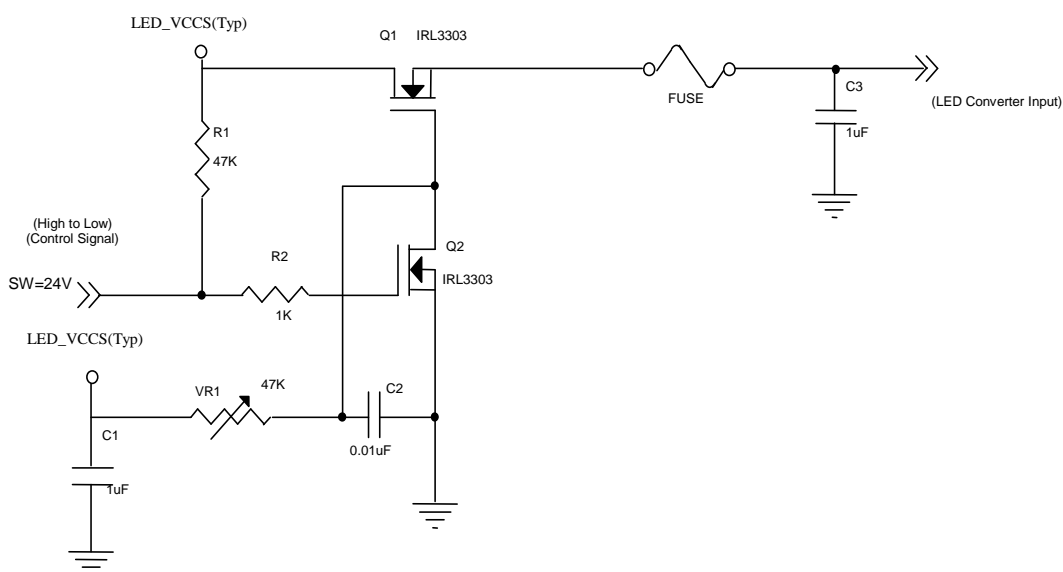 LED_VCCS(Typ)
Q1 IRL3303
R1
47K
FUSE
C3
1uF
(LED Converter Input)
(High to Low)
(Control Signal)
SW=24V
R2
1K
Q2
IRL3303
LED_VCCS(Typ)
VR1
47K
C2
0.01uF
C1
1uF